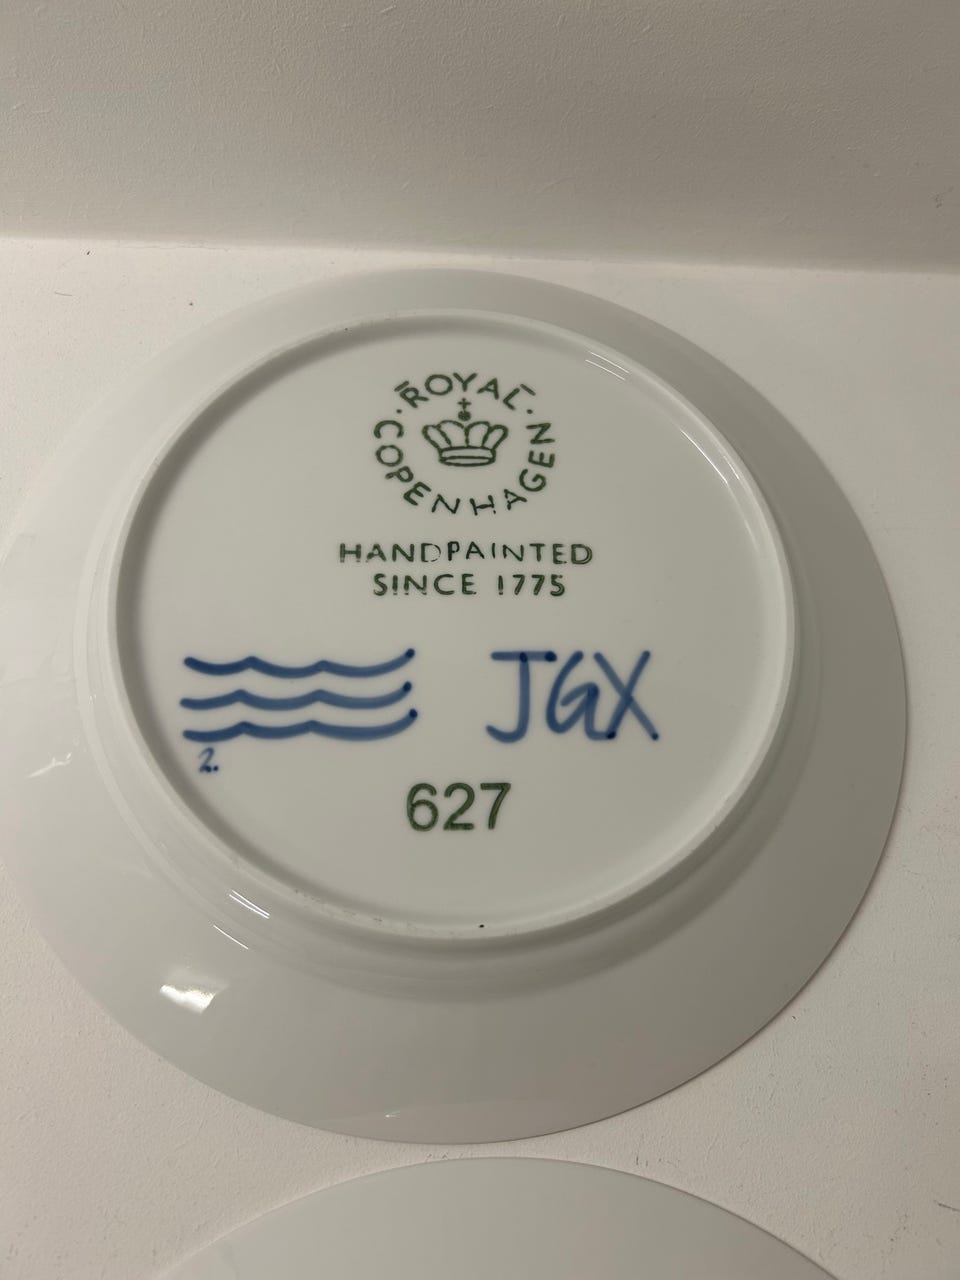 ROYAL
COPENHAGEN
HANDPAINTED
SINCE 1775
JGX
2.
627